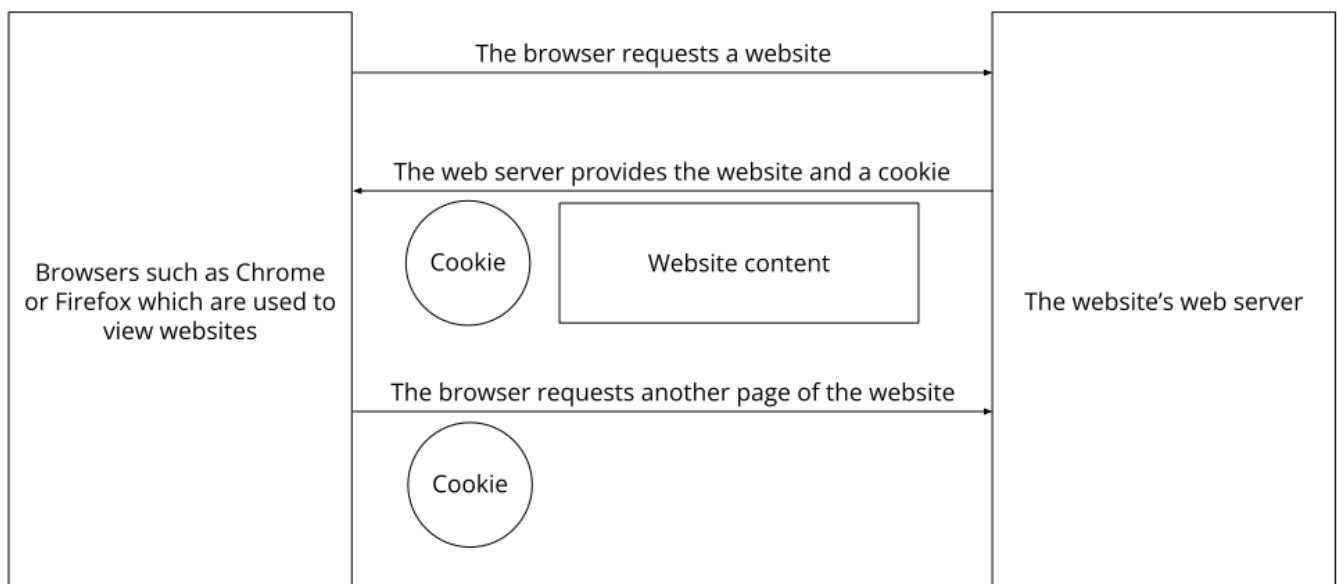 The browser requests a website
The web server provides the website and a cookie
Cookie
Website content
Browsers such as Chrome
or Firefox which are used to
view websites
The website’s web server
The browser requests another page of the website
Cookie